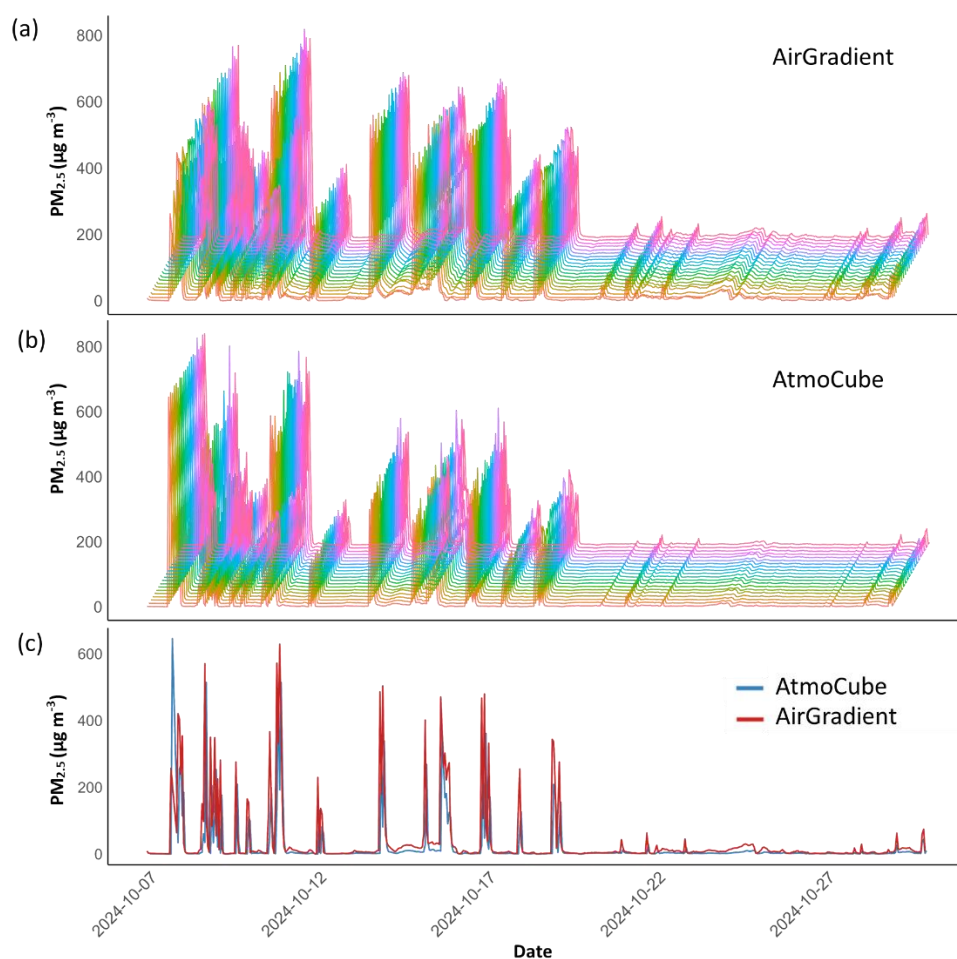 (a)
AirGradient
PM2.5 (µg m-3)
800
600
400
200
0
(b)
AtmoCube
PM2.5 (µg m-3)
800
600
400
200
0
(c)
AtmoCube
AirGradient
PM2.5 (µg m-3)
600
400
200
0
2024-10-07
2024-10-12
2024-10-17
2024-10-22
2024-10-27
Date